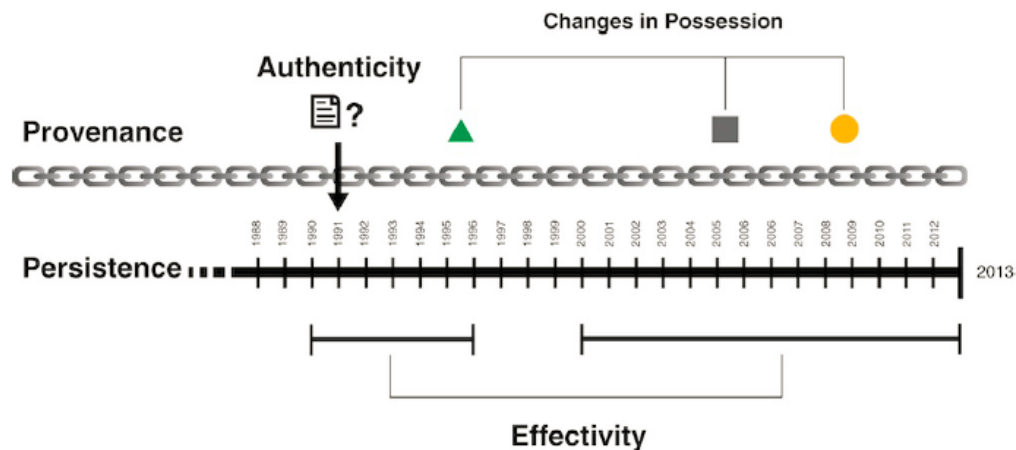 Changes in Possession
Authenticity
?
Provenance
1988 1989 1990 1991 1992 1993 1994 1995 1996 1997 1998 1999 2000 2001 2002 2003 2004 2005 2006 2006 2007 2008 2009 2010 2011 2012
Persistence
2013
Effectivity